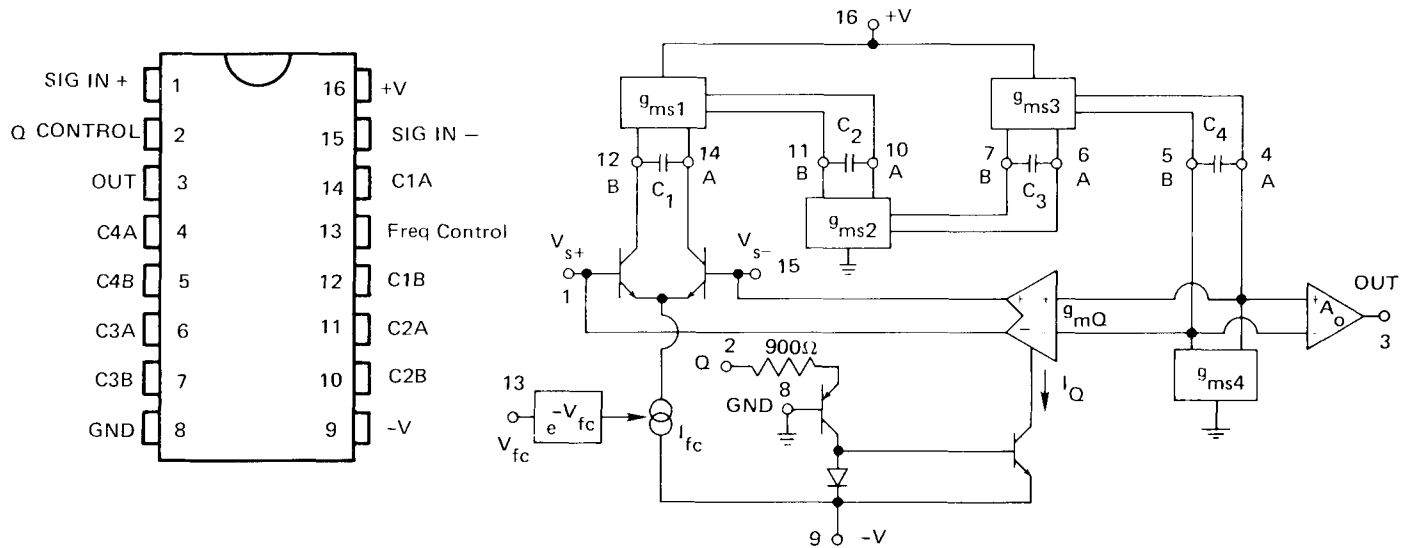 SIG IN + 1 16 +V
Q CONTROL 2 15 SIG IN −
OUT 3 14 C1A
C4A 4 13 Freq Control
C4B 5 12 C1B
C3A 6 11 C2A
C3B 7 10 C2B
GND 8 9 -V
16 +V
gms1
gms3
12 B C1 14 A
11 B C2 10 A
7 B C3 6 A
5 B C4 4 A
gms2
Vs+ 1
Vs− 15
+ + − gmQ
+ Ao -
OUT 3
gms4
Q 2 900Ω
8 GND
IQ
13 Vfc
e -Vfc
Ifc
9 -V